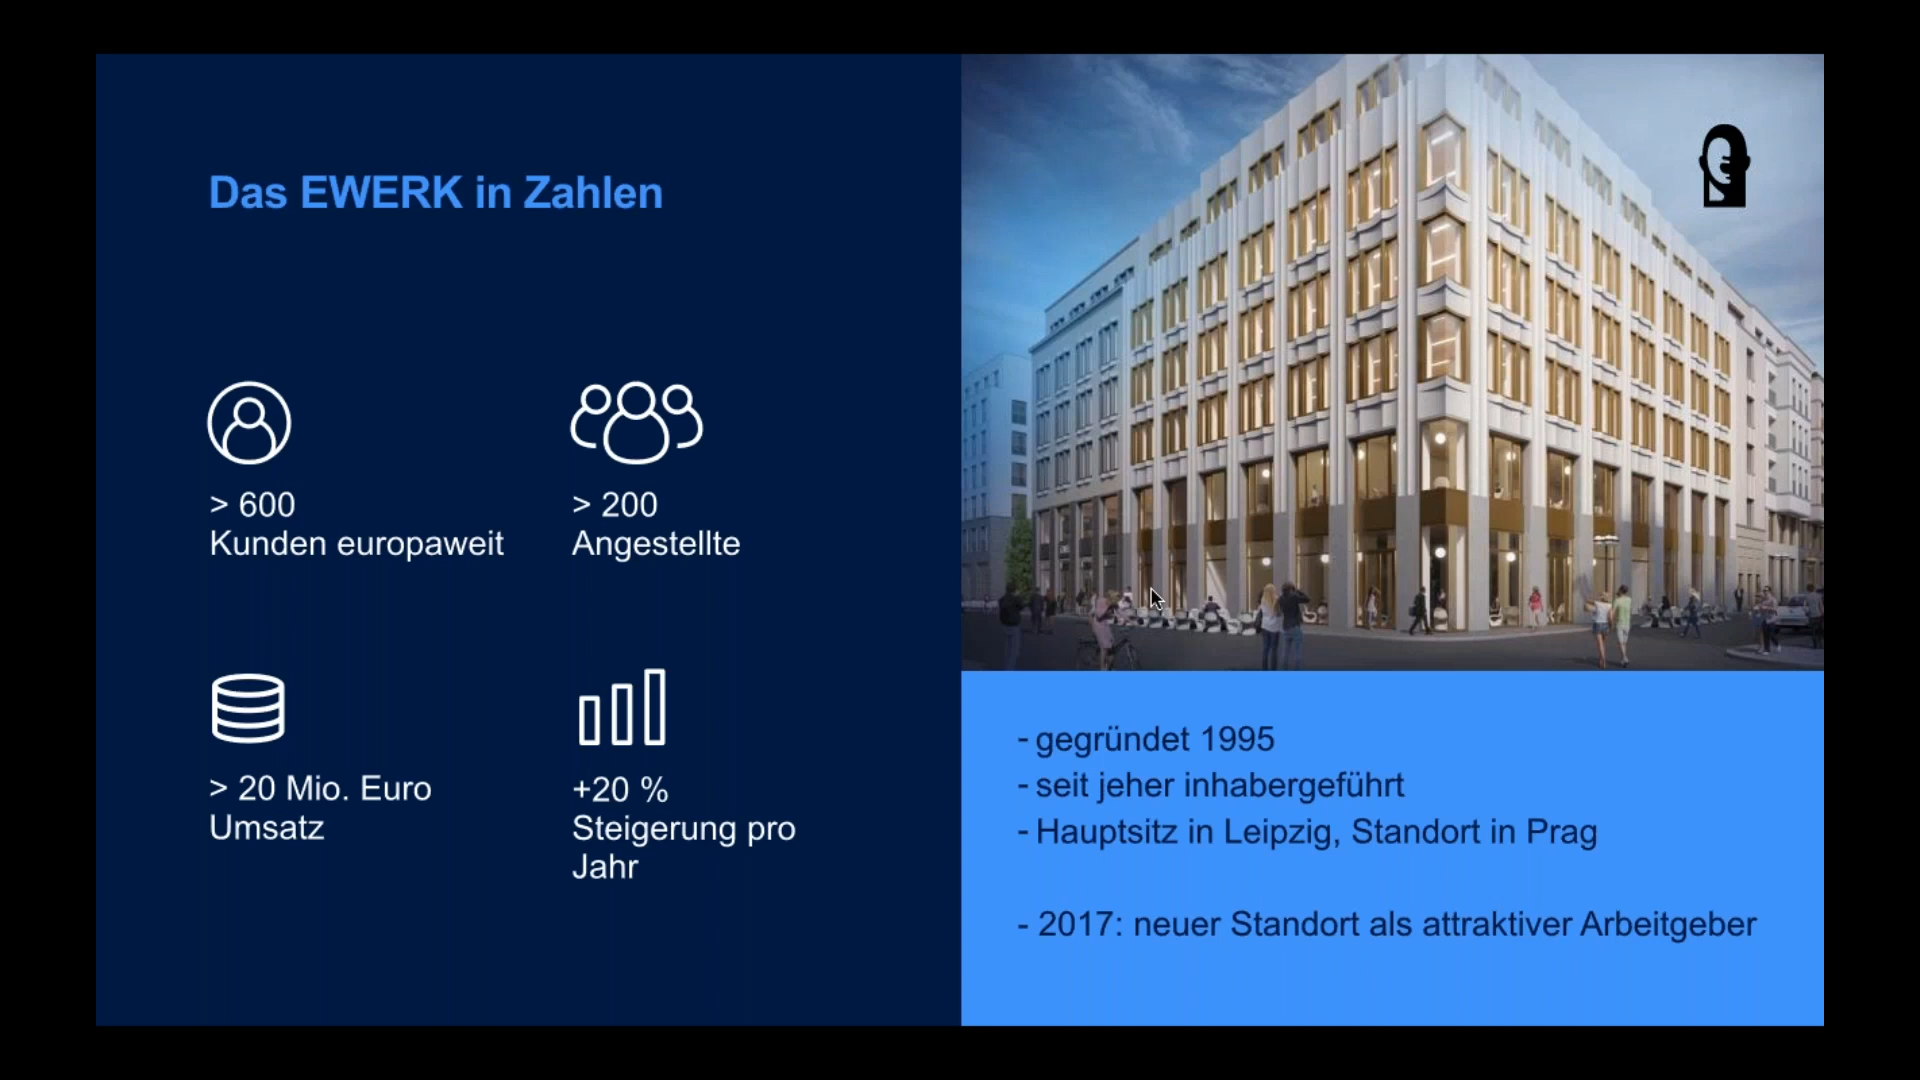 Das EWERK in Zahlen
> 600
Kunden europaweit
> 200
Angestellte
> 20 Mio. Euro
Umsatz
+20 %
Steigerung pro
Jahr
- gegründet 1995
- seit jeher inhabergeführt
- Hauptsitz in Leipzig, Standort in Prag
- 2017: neuer Standort als attraktiver Arbeitgeber